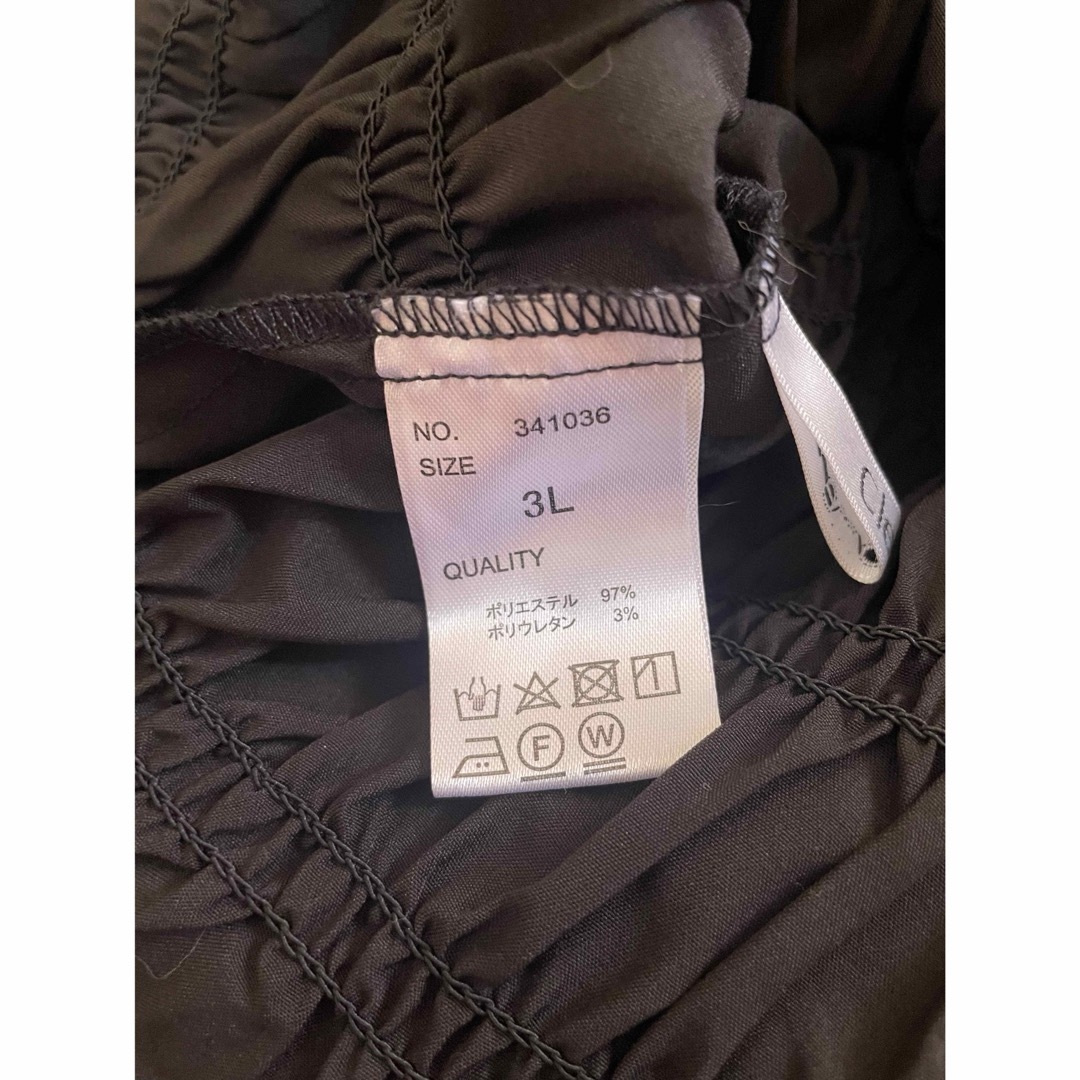 NO. 341036
SIZE
3L
QUALITY
ポリエステル 97%
ポリウレタン 3%
F W